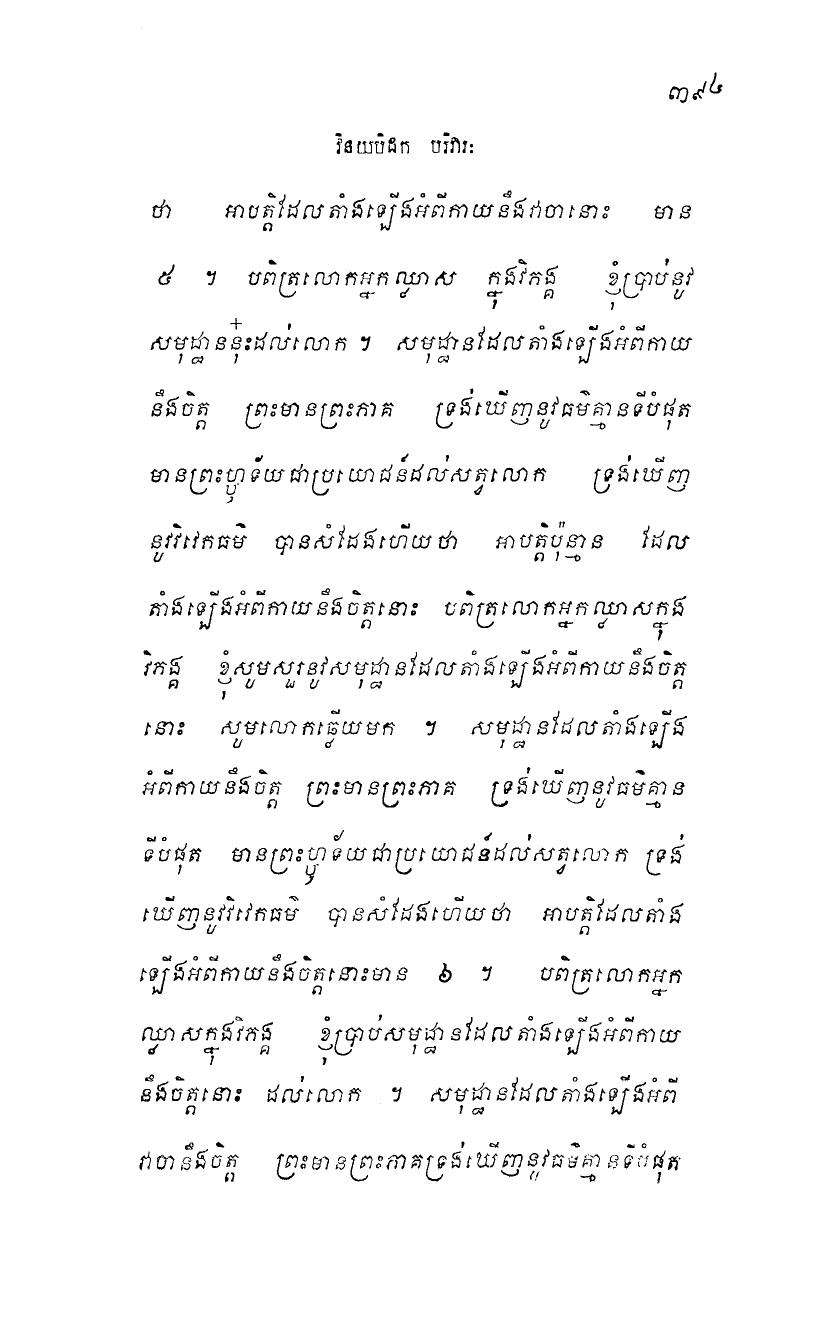 ៣៩៤
វិនយបិដក បរិវារៈ
ថា អាបត្តិដែលតាំងឡើងអំពីកាយនឹងវាចានោះ មាន
៥ ។ បពិត្រលោកអ្នកឈ្លាស ក្នុងវិភង្គ ខ្ញុំប្រាប់នូវ
សមុដ្ឋាននុ៎ះដល់លោក ។ សមុដ្ឋានដែលតាំងឡើងអំពីកាយ
នឹងចិត្ត ព្រះមានព្រះភាគ ទ្រង់ឃើញនូវធម៌គ្មានទីបំផុត
មានព្រះហ្ឫទ័យជាប្រយោជន៍ដល់សត្វលោក ទ្រង់ឃើញ
នូវវិវេកធម៌ បានសំដែងហើយថា អាបត្តិប៉ុន្មាន ដែល
តាំងឡើងអំពីកាយនឹងចិត្តនោះ បពិត្រលោកអ្នកឈ្លាសក្នុង
វិភង្គ ខ្ញុំសូមសួរនូវសមុដ្ឋានដែលតាំងឡើងអំពីកាយនឹងចិត្ត
នោះ សូមលោកឆ្លើយមក ។ សមុដ្ឋានដែលតាំងឡើង
អំពីកាយនឹងចិត្ត ព្រះមានព្រះភាគ ទ្រង់ឃើញនូវធម៌គ្មាន
ទីបំផុត មានព្រះហ្ឫទ័យជាប្រយោជន៍ដល់សត្វលោក ទ្រង់
ឃើញនូវវិវេកធម៌ បានសំដែងហើយថា អាបត្តិដែលតាំង
ឡើងអំពីកាយនឹងចិត្តនោះមាន ៦ ។ បពិត្រលោកអ្នក
ឈ្លាសក្នុងវិភង្គ ខ្ញុំប្រាប់សមុដ្ឋានដែលតាំងឡើងអំពីកាយ
នឹងចិត្តនោះ ដល់លោក ។ សមុដ្ឋានដែលតាំងឡើងអំពី
វាចានឹងចិត្ត ព្រះមានព្រះភាគទ្រង់ឃើញនូវធម៌គ្មានទីបំផុត